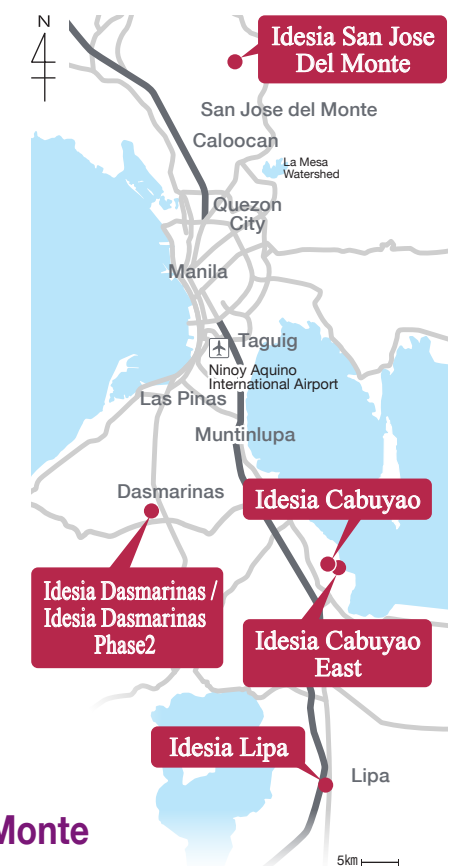 N
Idesia San Jose
Del Monte
San Jose del Monte
Caloocan
La Mesa
Watershed
Quezon
City
Manila
Taguig
Ninoy Aquino
International Airport
Las Pinas
Muntinlupa
Dasmarinas
Idesia Cabuyao
Idesia Dasmarinas /
Idesia Dasmarinas
Phase2
Idesia Cabuyao
East
Idesia Lipa
Lipa
Monte
5km